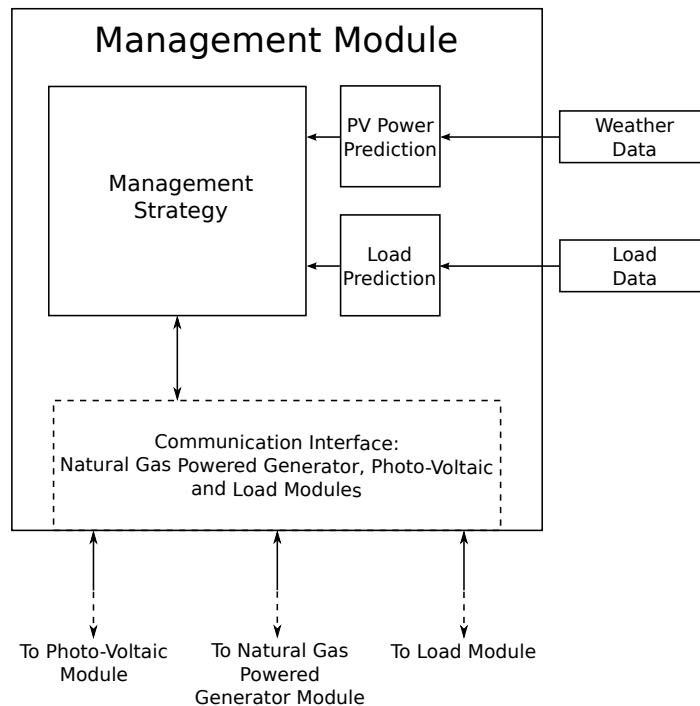 Management Module
Management
Strategy
PV Power
Prediction
Weather
Data
Load
Prediction
Load
Data
Communication Interface:
Natural Gas Powered Generator, Photo-Voltaic
and Load Modules
To Photo-Voltaic
Module
To Natural Gas
Powered
Generator Module
To Load Module